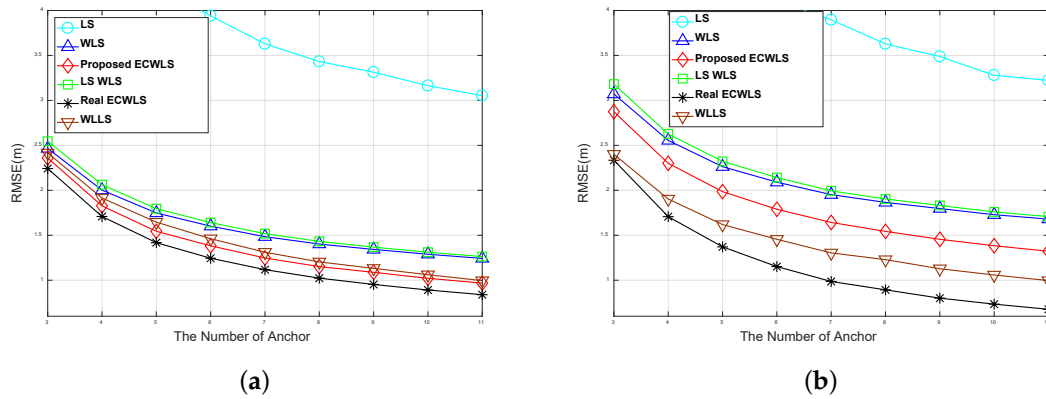 4
3.5
3
2.5
2
1.5
1
RMSE(m)
LS
WLS
Proposed ECWLS
LS WLS
Real ECWLS
WLLS
3 4 5 6 7 8 9 10 11
The Number of Anchor
(a)
4
3.5
3
2.5
2
1.5
1
RMSE(m)
LS
WLS
Proposed ECWLS
LS WLS
Real ECWLS
WLLS
3 4 5 6 7 8 9 10
The Number of Anchor
(b)